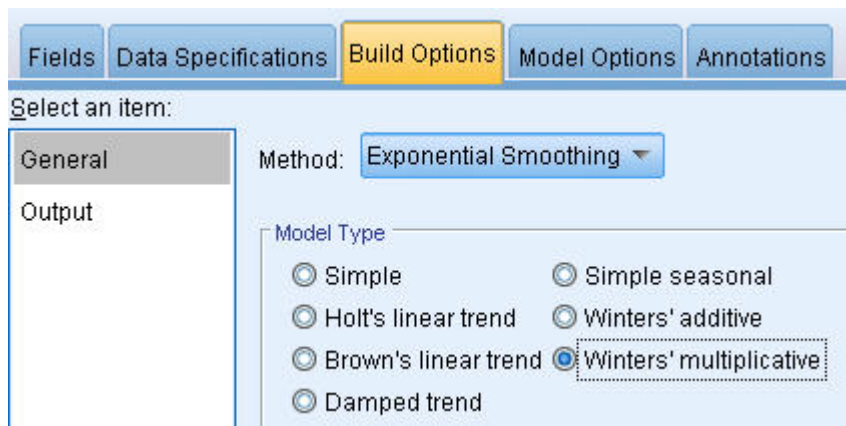 Fields Data Specifications Build Options Model Options Annotations
Select an item:
General
Output
Method: Exponential Smoothing
Model Type
Simple
Simple seasonal
Holt's linear trend
Winters' additive
Brown's linear trend
Winters' multiplicative
Damped trend